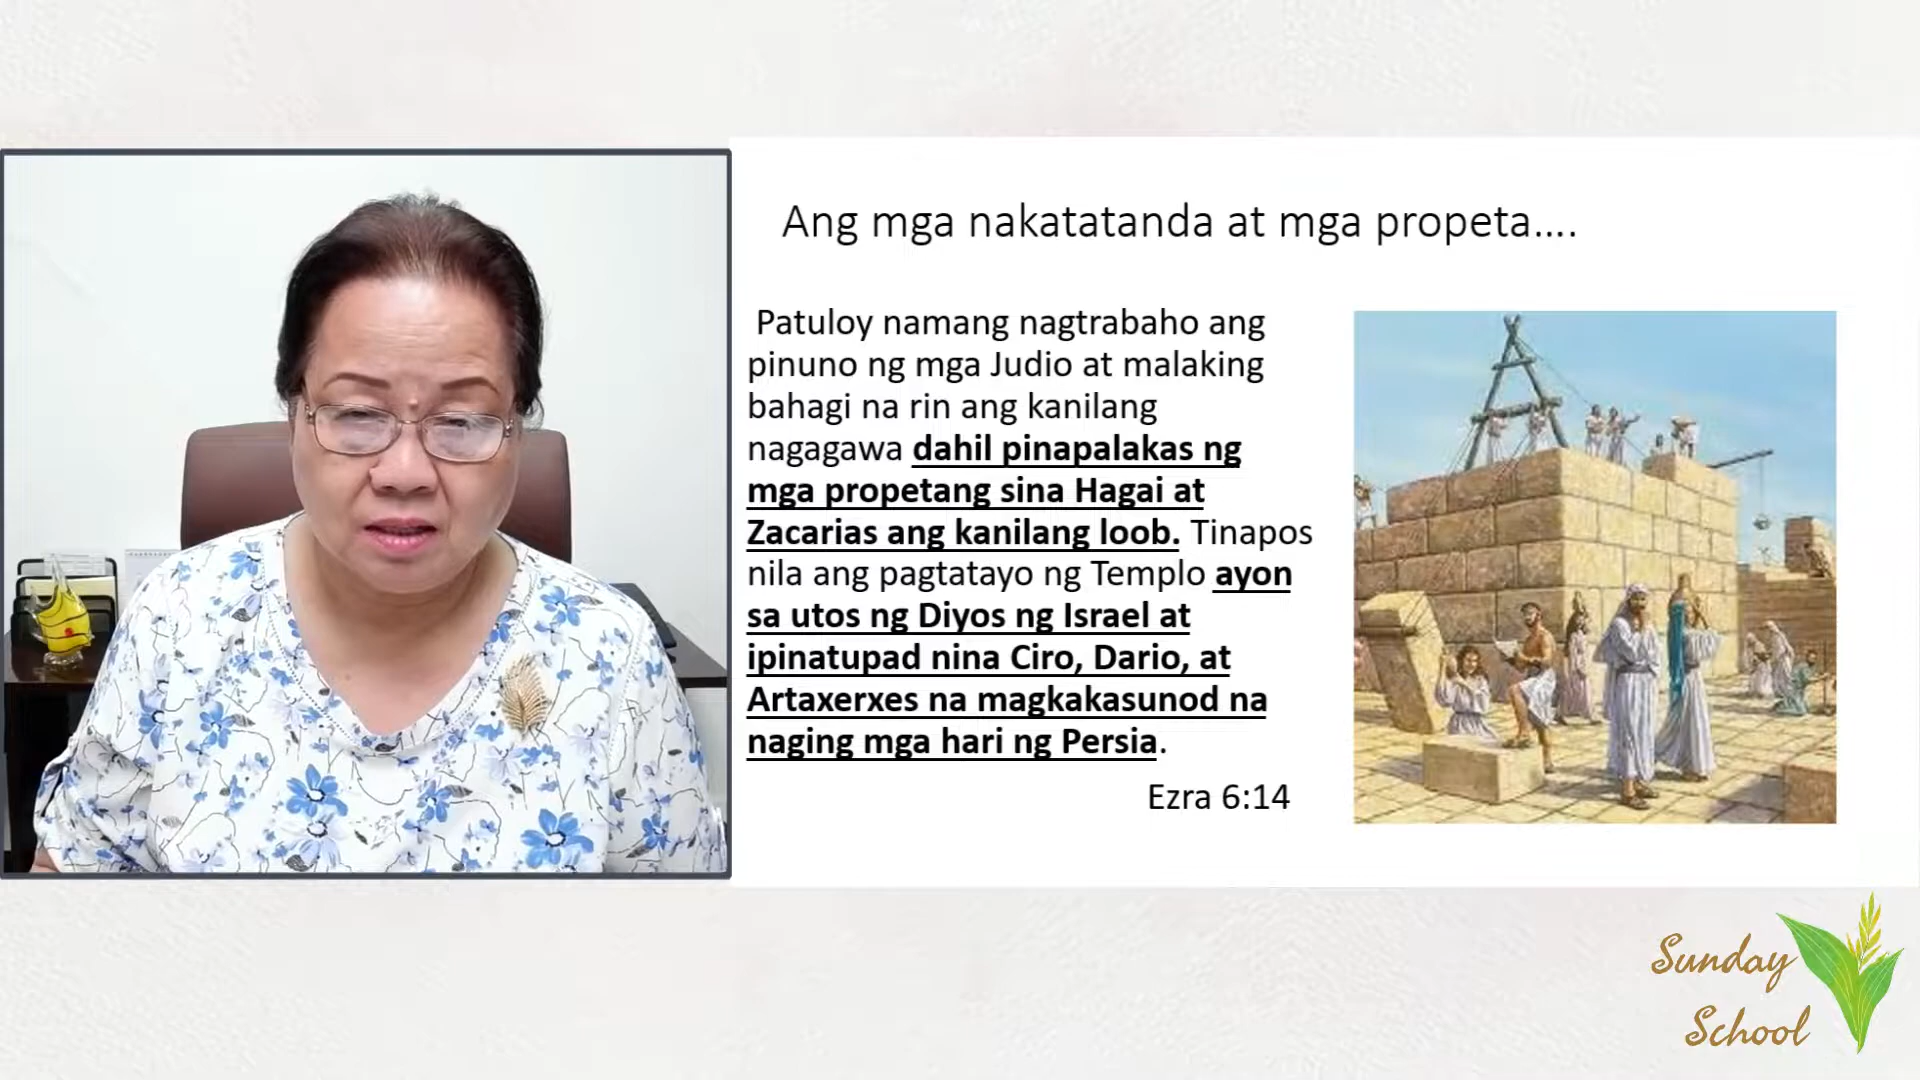 Ang mga nakatatanda at mga propeta....
Patuloy namang nagtrabaho ang
pinuno ng mga Judio at malaking
bahagi na rin ang kanilang
nagagawa dahil pinapalakas ng
mga propetang sina Hagai at
Zacarias ang kanilang loob. Tinapos
nila ang pagtatayo ng Templo ayon
sa utos ng Diyos ng Israel at
ipinatupad nina Ciro, Dario, at
Artaxerxes na magkakasunod na
naging mga hari ng Persia.
Ezra 6:14
Sunday
School